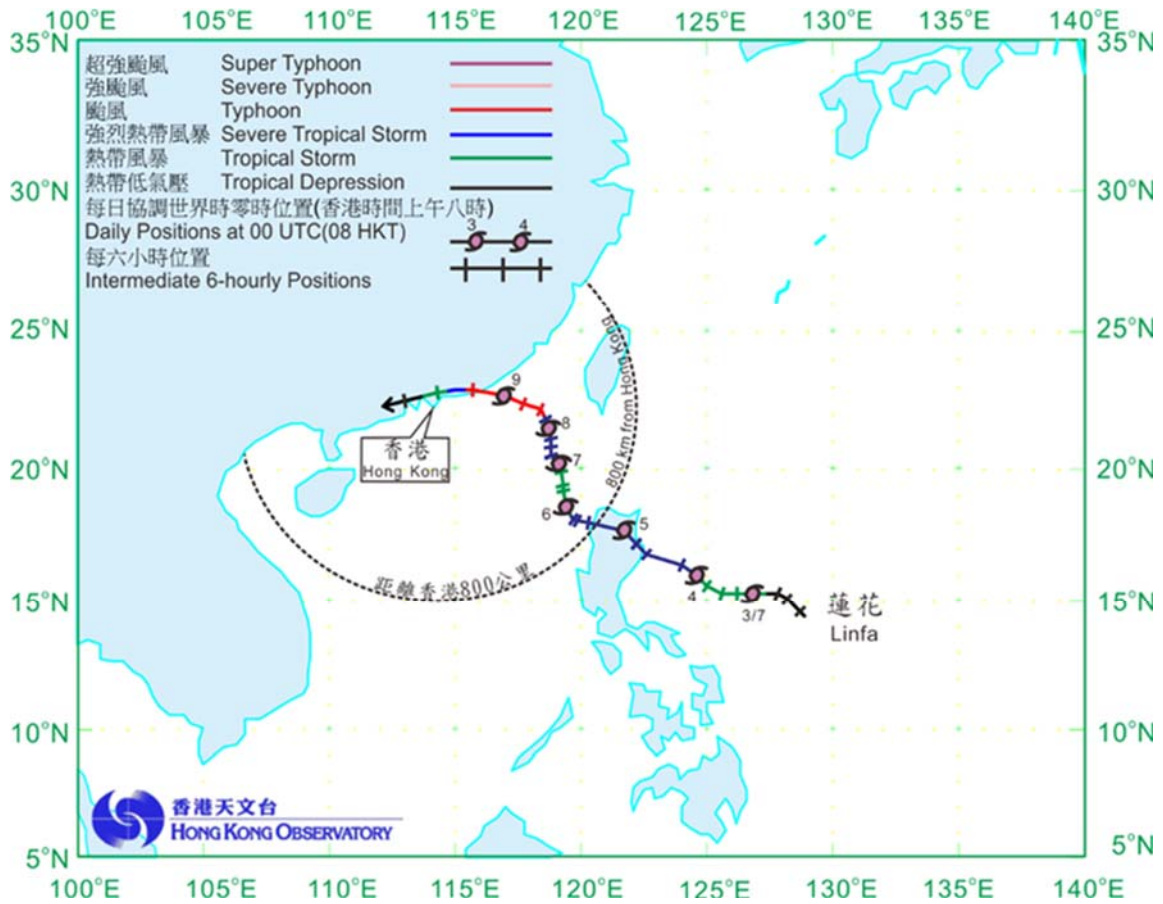 100°E 105°E 110°E 115°E 120°E 125°E 130°E 135°E 140°E
35°N 35°N
超強颱風 Super Typhoon
強颱風 Severe Typhoon
颱風 Typhoon
強烈熱帶風暴 Severe Tropical Storm
熱帶風暴 Tropical Storm
熱帶低氣壓 Tropical Depression
30°N 30°N
每日協調世界時零時位置(香港時間上午八時)
3 4
Daily Positions at 00 UTC(08 HKT)
每六小時位置
Intermediate 6-hourly Positions
25°N 25°N
800 km from Hong Kong
9
8
香港
Hong Kong
7
20°N 20°N
6
5
距離香港800公里
4
3/7
15°N 15°N
蓮花
Linfa
10°N 10°N
香港天文台
HONG KONG OBSERVATORY
5°N 5°N
100°E 105°E 110°E 115°E 120°E 125°E 130°E 135°E 140°E